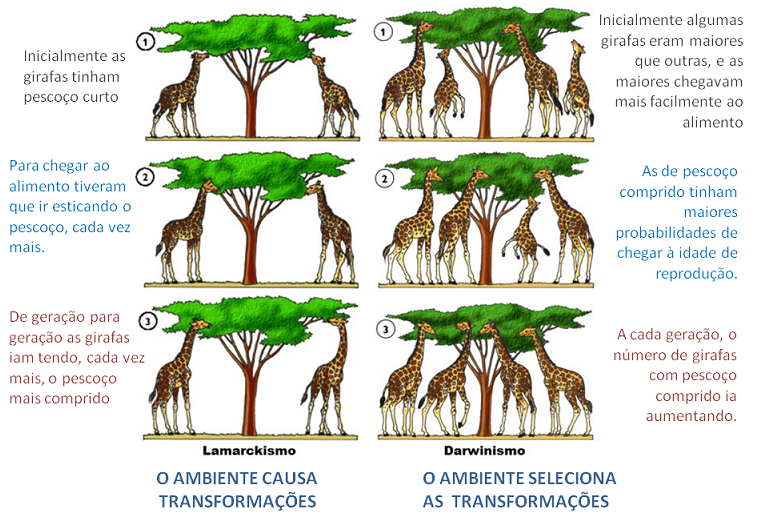 Inicialmente as
girafas tinham
pescoço curto
1
Para chegar ao
alimento tiveram
que ir esticando o
pescoço, cada vez
mais.
2
De geração para
geração as girafas
iam tendo, cada vez
mais, o pescoço
mais comprido
3
Lamarckismo
O AMBIENTE CAUSA
TRANSFORMAÇÕES
1
Inicialmente algumas
girafas eram maiores
que outras, e as
maiores chegavam
mais facilmente ao
alimento
2
As de pescoço
comprido tinham
maiores
probabilidades de
chegar à idade de
reprodução.
3
A cada geração, o
número de girafas
com pescoço
comprido ia
aumentando.
Darwinismo
O AMBIENTE SELECIONA
AS TRANSFORMAÇÕES